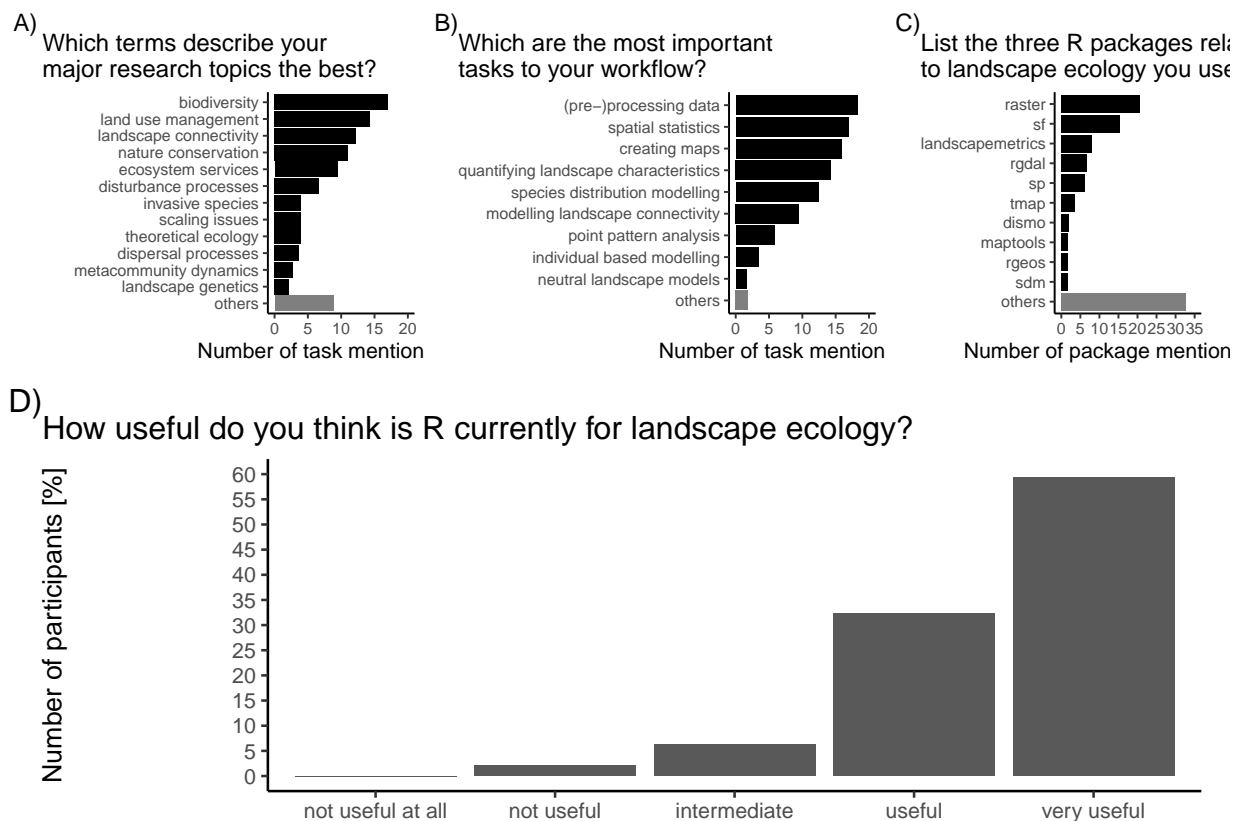 A)
Which terms describe your
major research topics the best?
biodiversity
land use management
landscape connectivity
nature conservation
ecosystem services
disturbance processes
invasive species
scaling issues
theoretical ecology
dispersal processes
metacommunity dynamics
landscape genetics
others
0 5 10 15 20
Number of task mention
B)
Which are the most important
tasks to your workflow?
(pre−)processing data
spatial statistics
creating maps
quantifying landscape characteristics
species distribution modelling
modelling landscape connectivity
point pattern analysis
individual based modelling
neutral landscape models
others
0 5 10 15 20
Number of task mention
C)
List the three R packages
to landscape ecology you use
raster
sf
landscapemetrics
rgdal
sp
tmap
dismo
maptools
rgeos
sdm
others
0 5 10 15 20 25 30 35
Number of package mention
D)
How useful do you think is R currently for landscape ecology?
Number of participants [%]
60
55
50
45
40
35
30
25
20
15
10
5
0
not useful at all not useful intermediate useful very useful